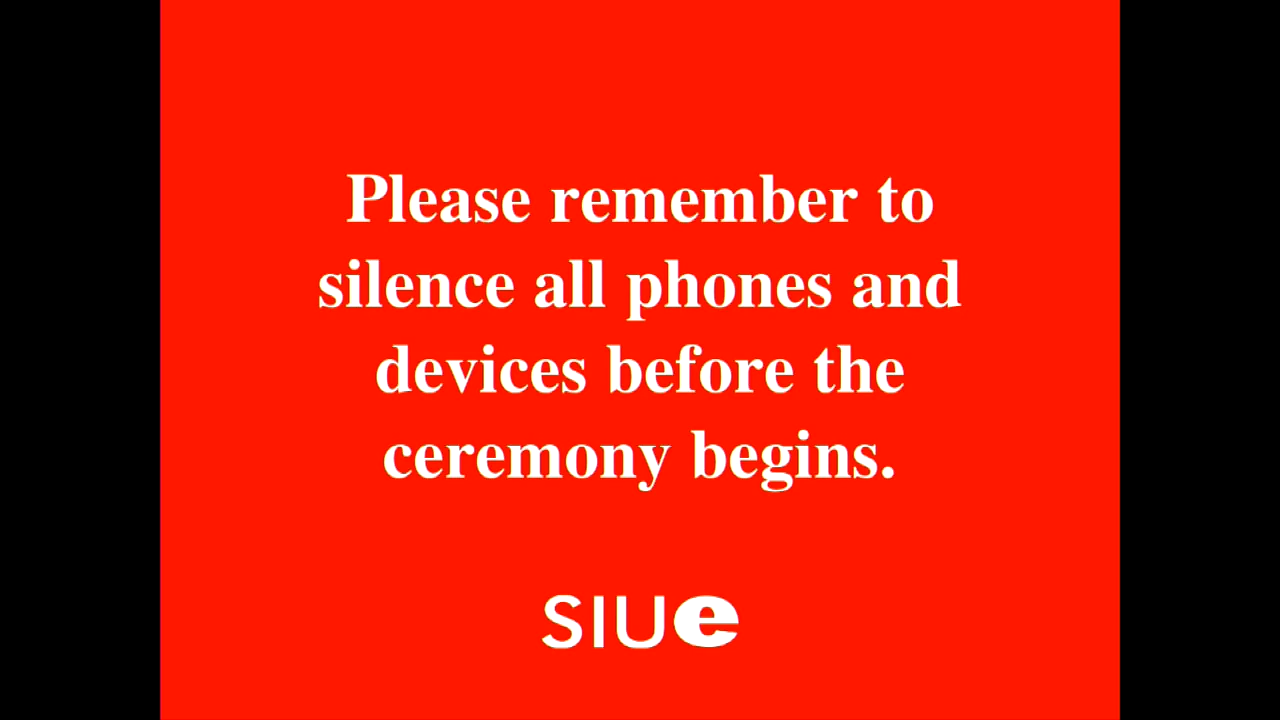 Please remember to
silence all phones and
devices before the
ceremony begins.
SIUe